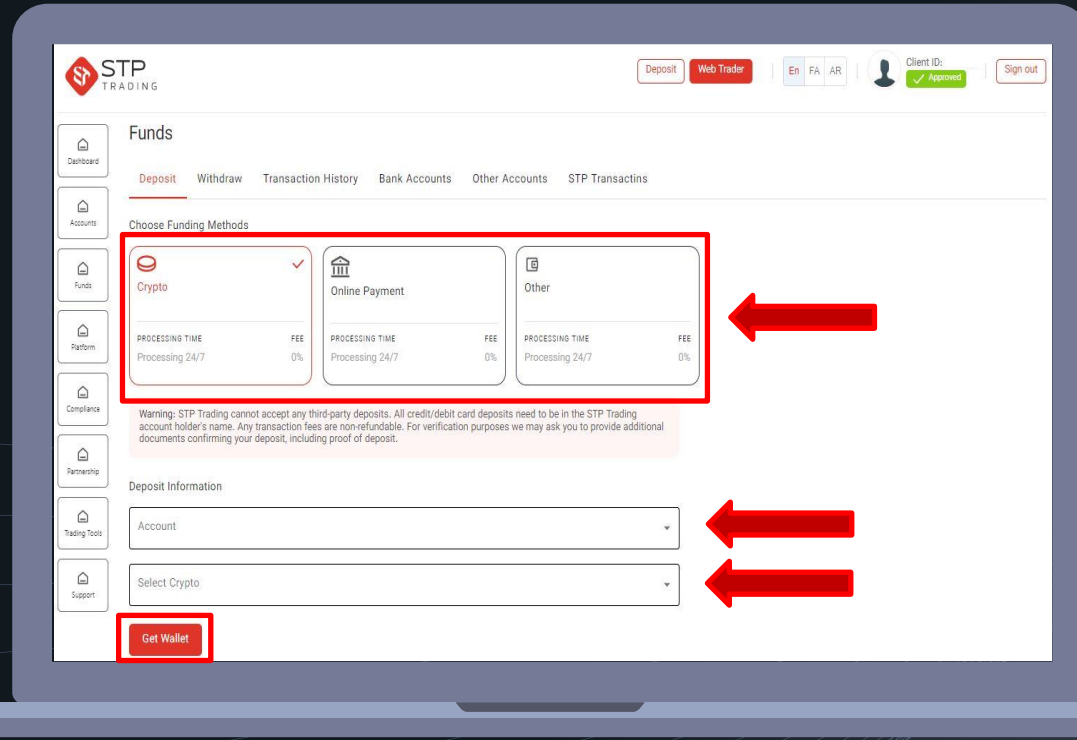 STP
TRADING
Deposit
Web Trader
En FA AR
Client ID:
Approved
Sign out
Dashboard
Accounts
Funds
Platform
Compliance
Partnership
Trading Tools
Support
Funds
Deposit Withdraw Transaction History Bank Accounts Other Accounts STP Transactins
Choose Funding Methods
Crypto
PROCESSING TIME FEE
Processing 24/7 0%
Online Payment
PROCESSING TIME FEE
Processing 24/7 0%
Other
PROCESSING TIME FEE
Processing 24/7 0%
Warning: STP Trading cannot accept any third-party deposits. All credit/debit card deposits need to be in the STP Trading
account holder's name. Any transaction fees are non-refundable. For verification purposes we may ask you to provide additional
documents confirming your deposit, including proof of deposit.
Deposit Information
Account
Select Crypto
Get Wallet